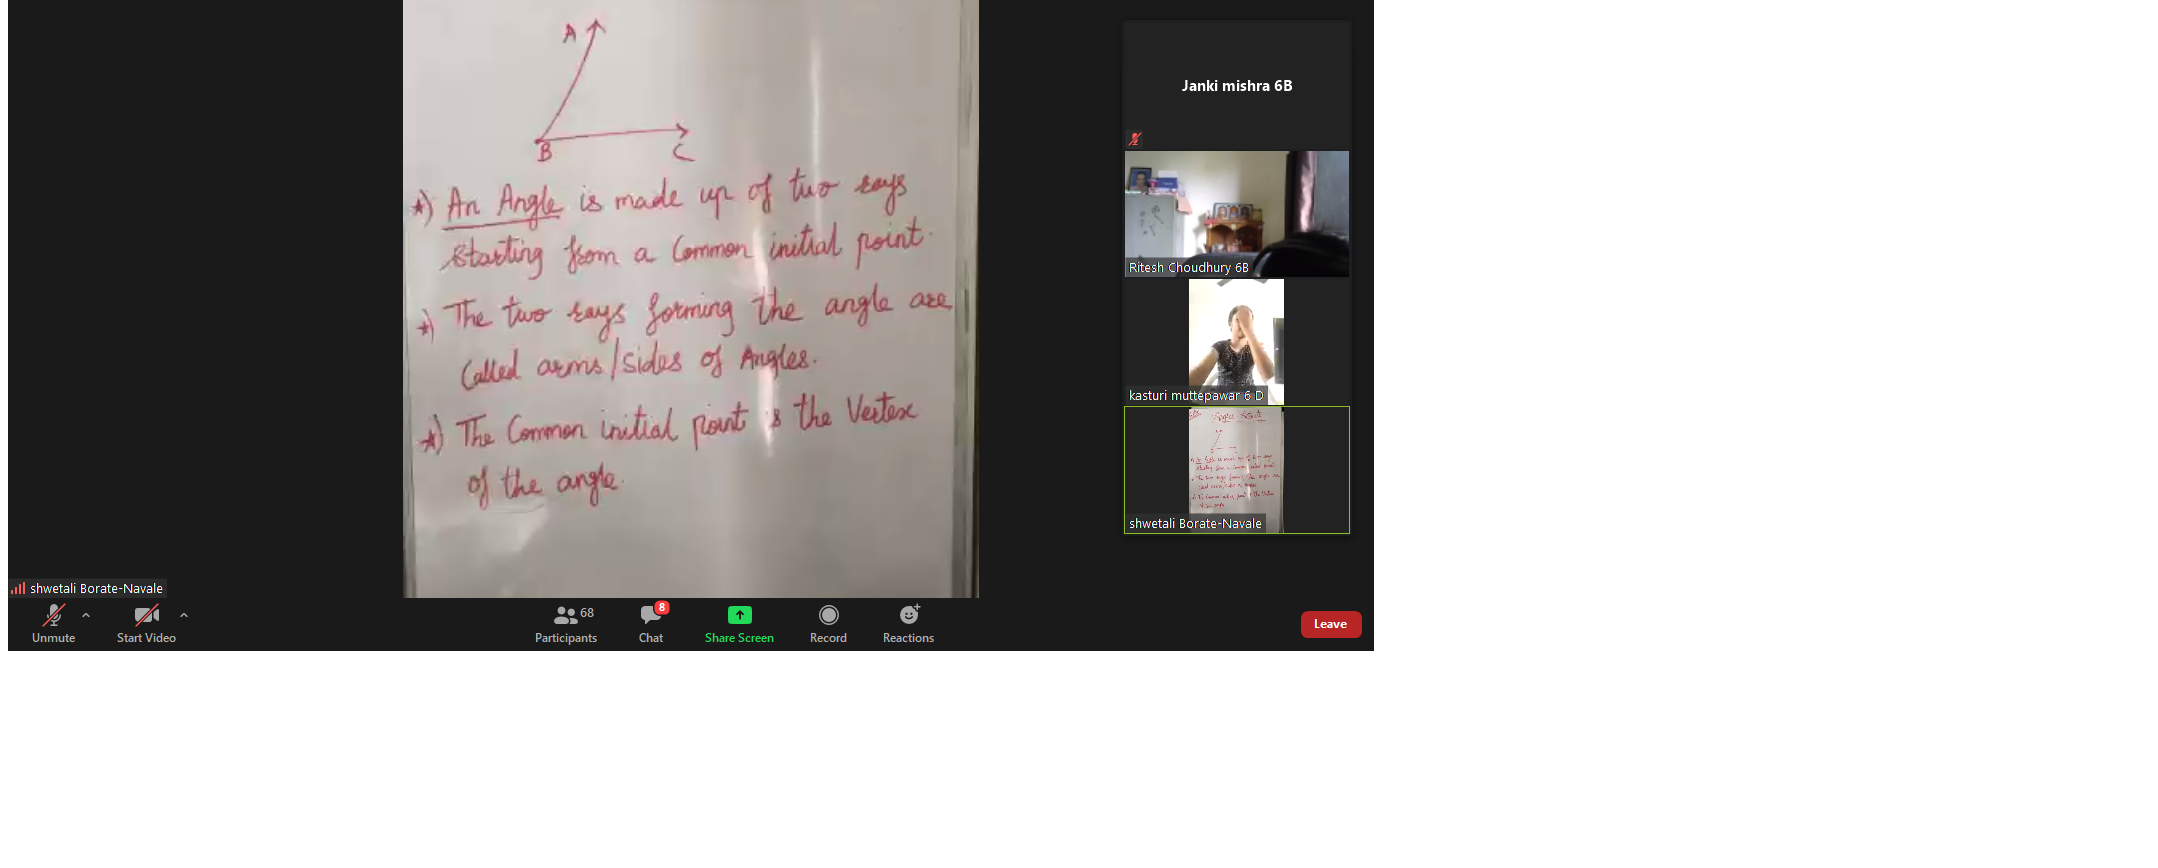 A
B
C
*) An Angle is made up of two rays
starting from a Common initial point.
*) The two rays forming the angle are
Called arms/sides of Angles.
*) The Common initial point is the Vertex
of the angle.
Janki mishra 6B
Ritesh Choudhury 6B
kasturi muttepawar 6 D
shwetali Borate-Navale
shwetali Borate-Navale
Unmute
Start Video
68
Participants
8
Chat
Share Screen
Record
Reactions
Leave